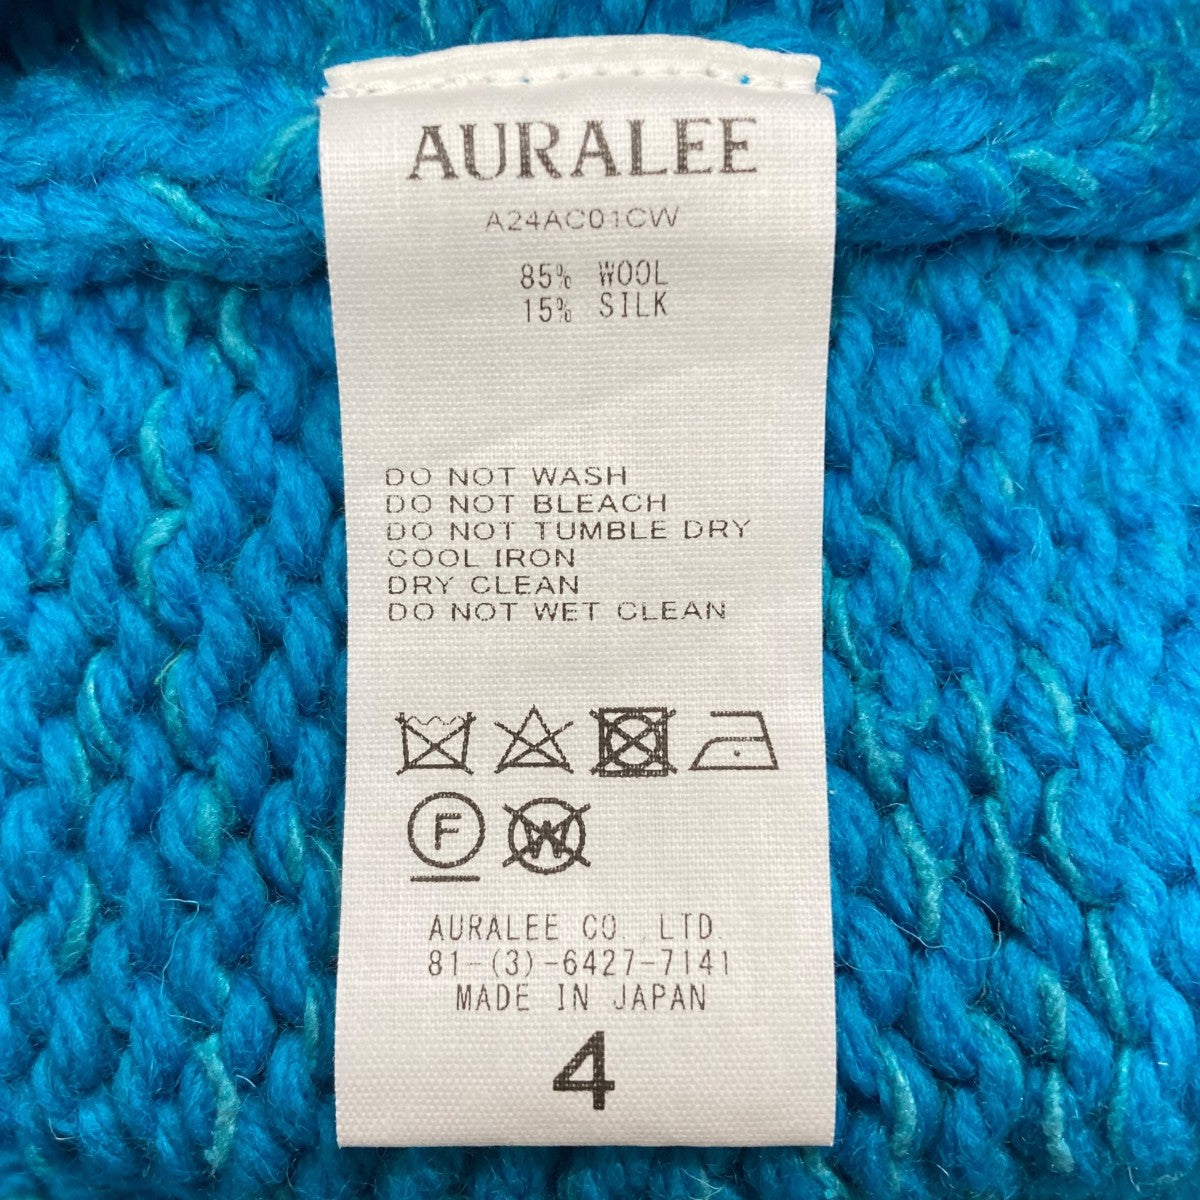 AURALEE
A24AC01CW
85% WOOL
15% SILK
DO NOT WASH
DO NOT BLEACH
DO NOT TUMBLE DRY
COOL IRON
DRY CLEAN
DO NOT WET CLEAN
F W
AURALEE CO.,LTD.
81-(3)-6427-7141
MADE IN JAPAN
4